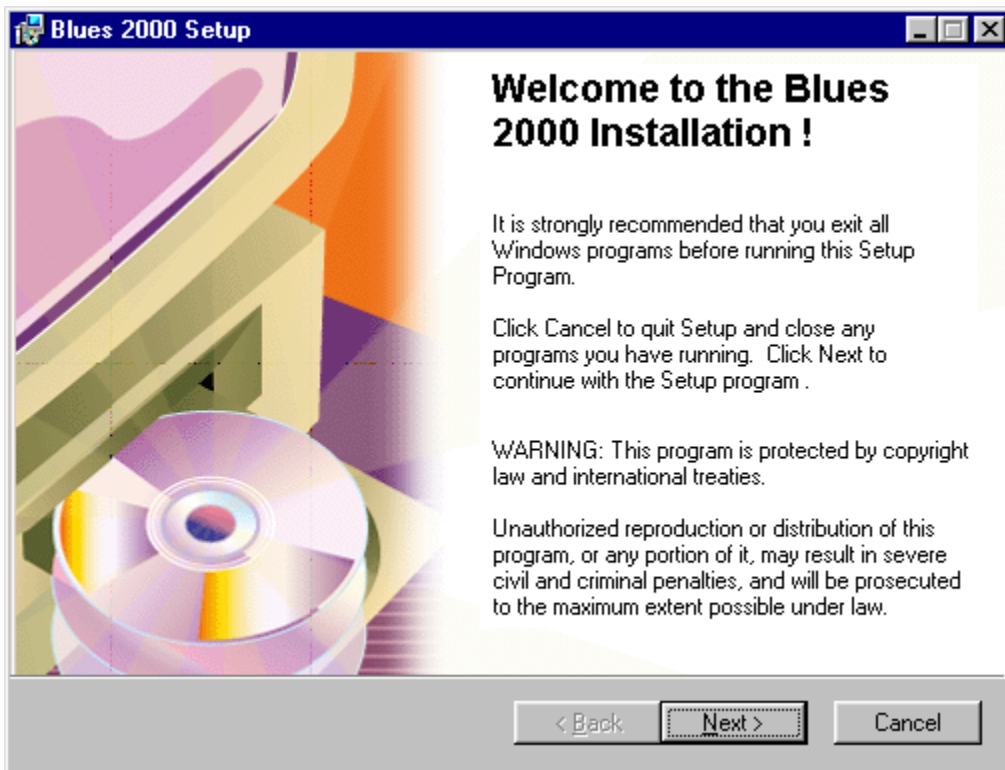 Blues 2000 Setup
Welcome to the Blues
2000 Installation !
It is strongly recommended that you exit all
Windows programs before running this Setup
Program.
Click Cancel to quit Setup and close any
programs you have running.  Click Next to
continue with the Setup program .
WARNING: This program is protected by copyright
law and international treaties.
Unauthorized reproduction or distribution of this
program, or any portion of it, may result in severe
civil and criminal penalties, and will be prosecuted
to the maximum extent possible under law.
< Back Next > Cancel